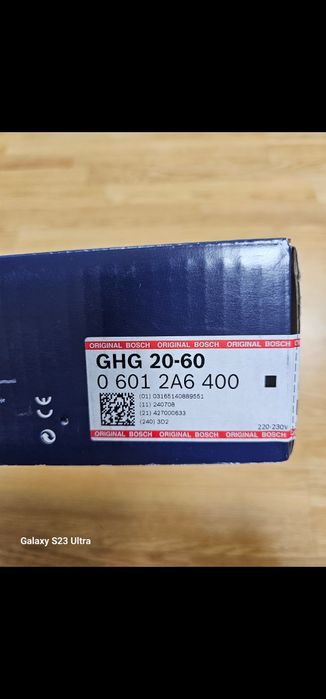 ORIGINAL BOSCH ORIGINAL BOSCH ORIGINAL BOSCH
GHG 20-60
0 601 2A6 400
(01) 03165140889551
(11) 240708
(21) 427000633
(240) 3D2
220-230V
ORIGINAL BOSCH ORIGINAL BOSCH ORIGINAL BOSCH
CE
Galaxy S23 Ultra